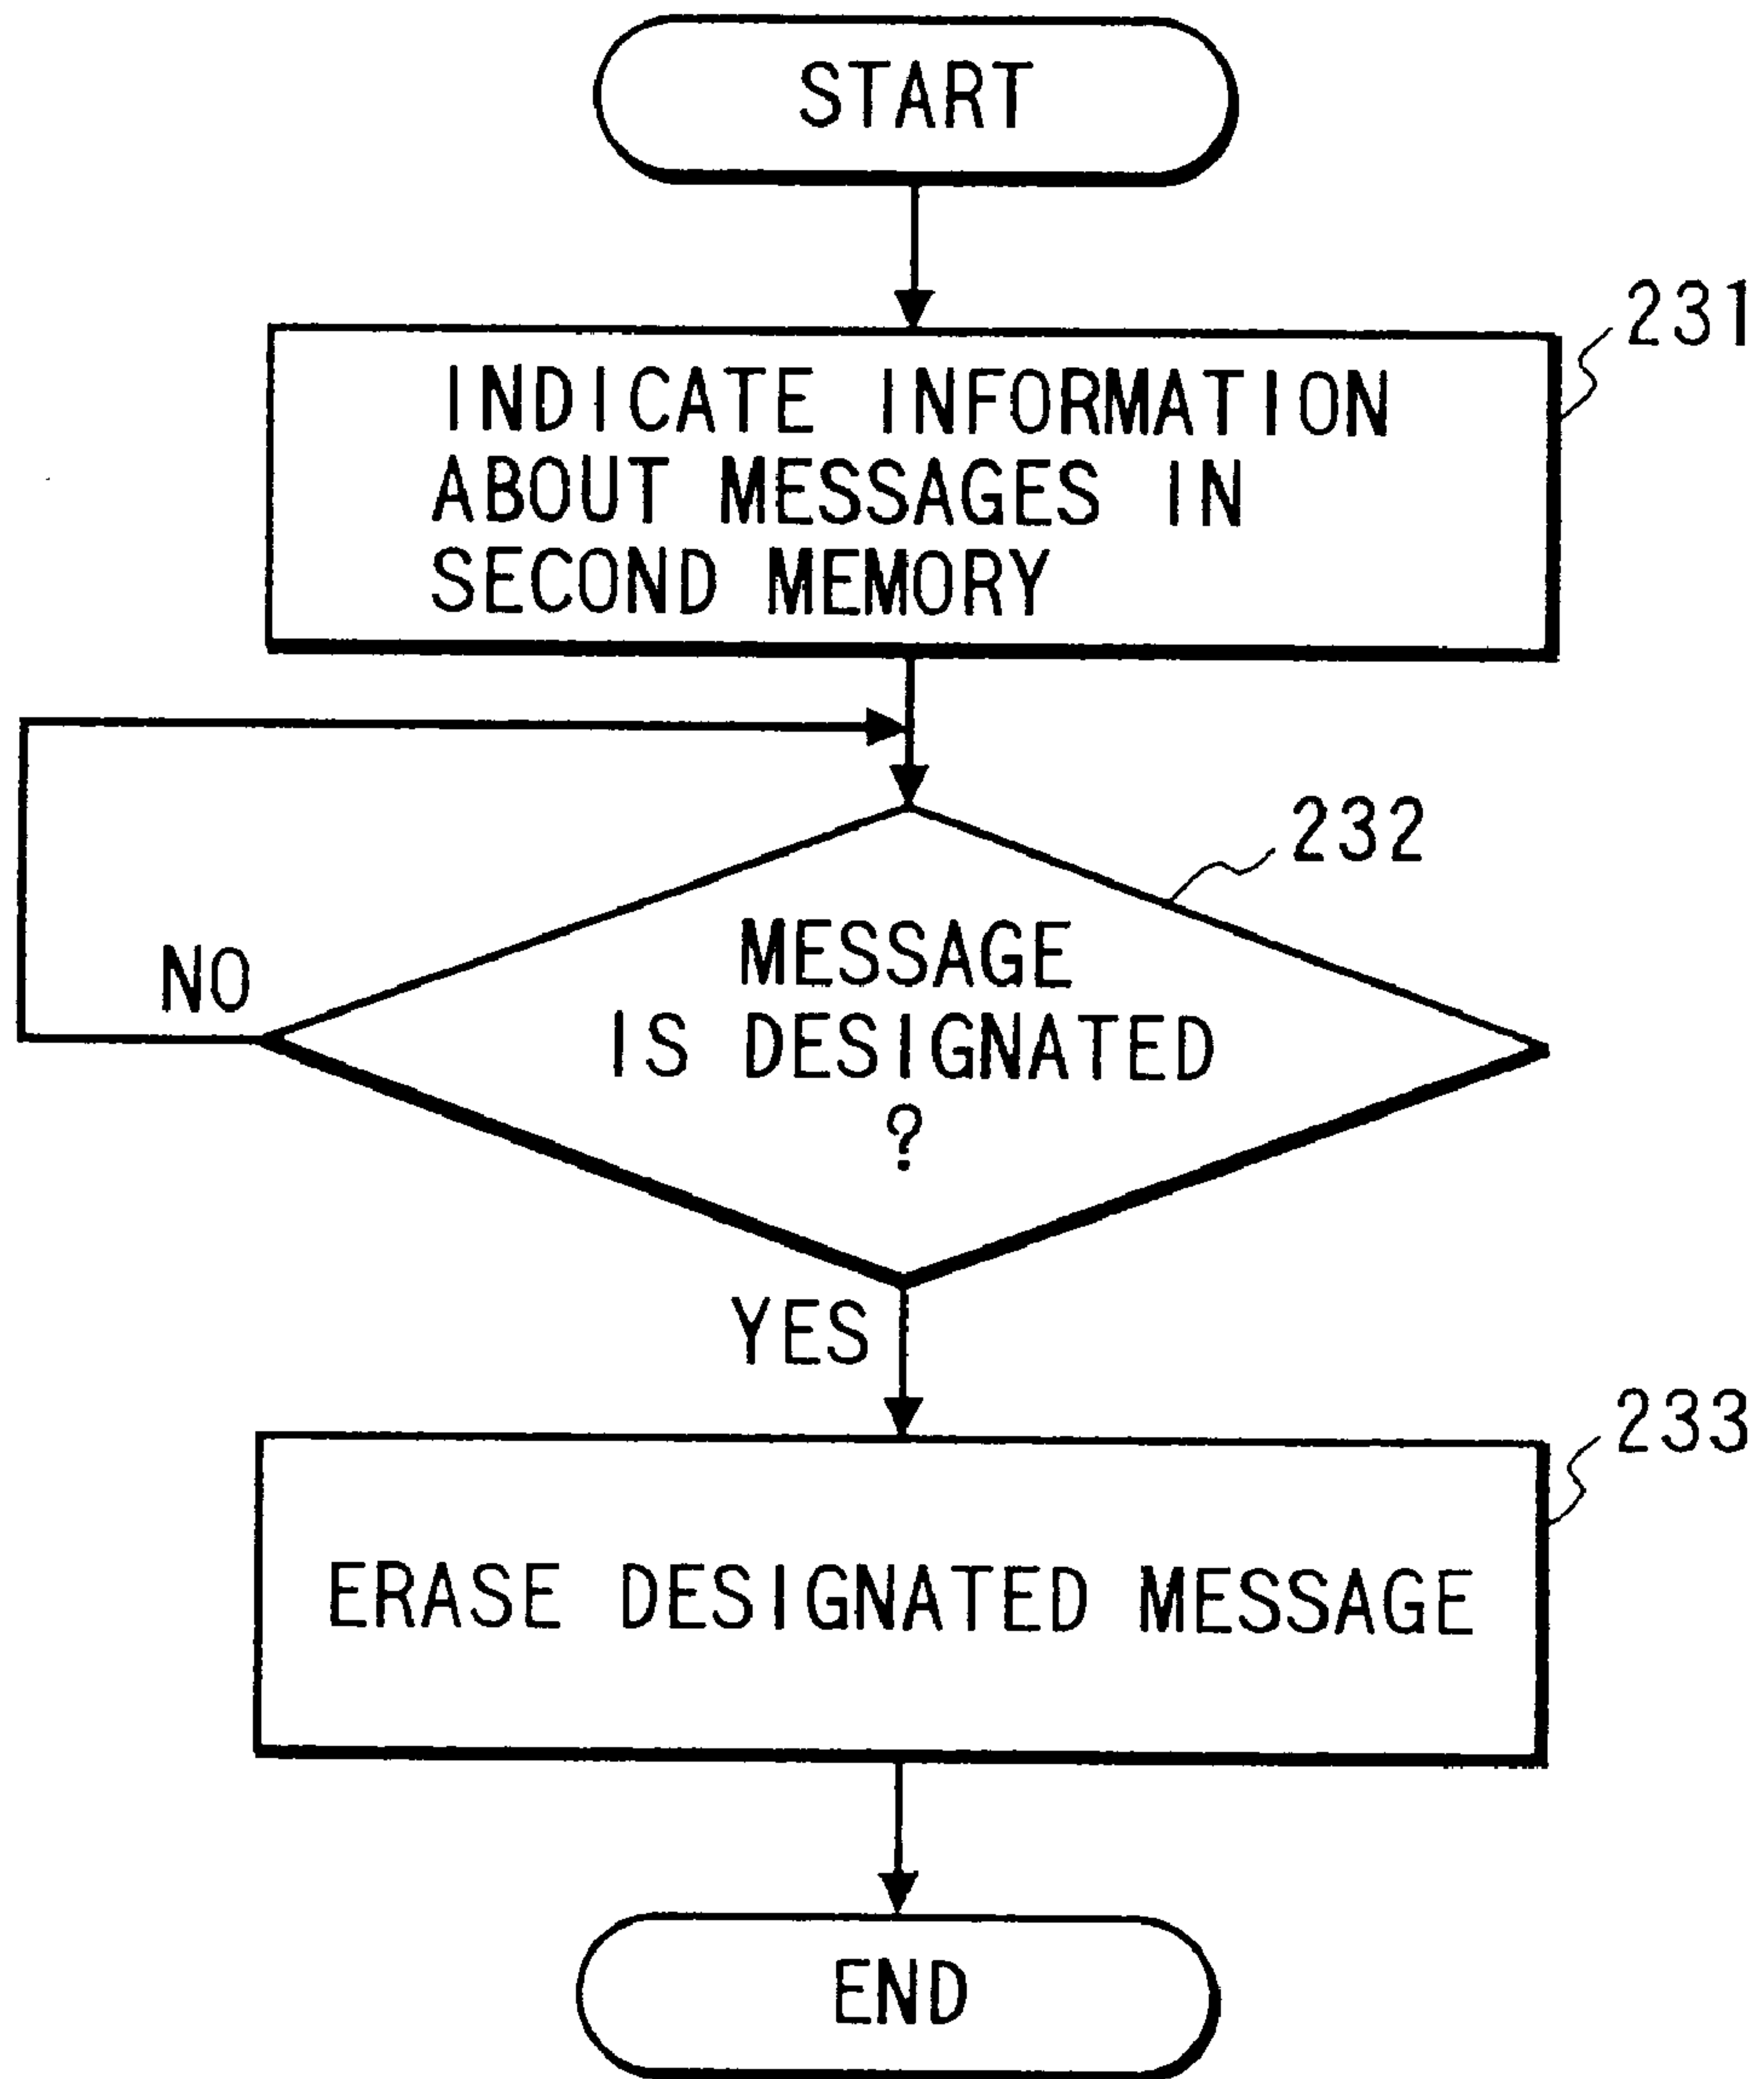 START
231
INDICATE INFORMATION
ABOUT MESSAGES IN
SECOND MEMORY
232
MESSAGE
IS DESIGNATED
?
NO
YES
233
ERASE DESIGNATED MESSAGE
END